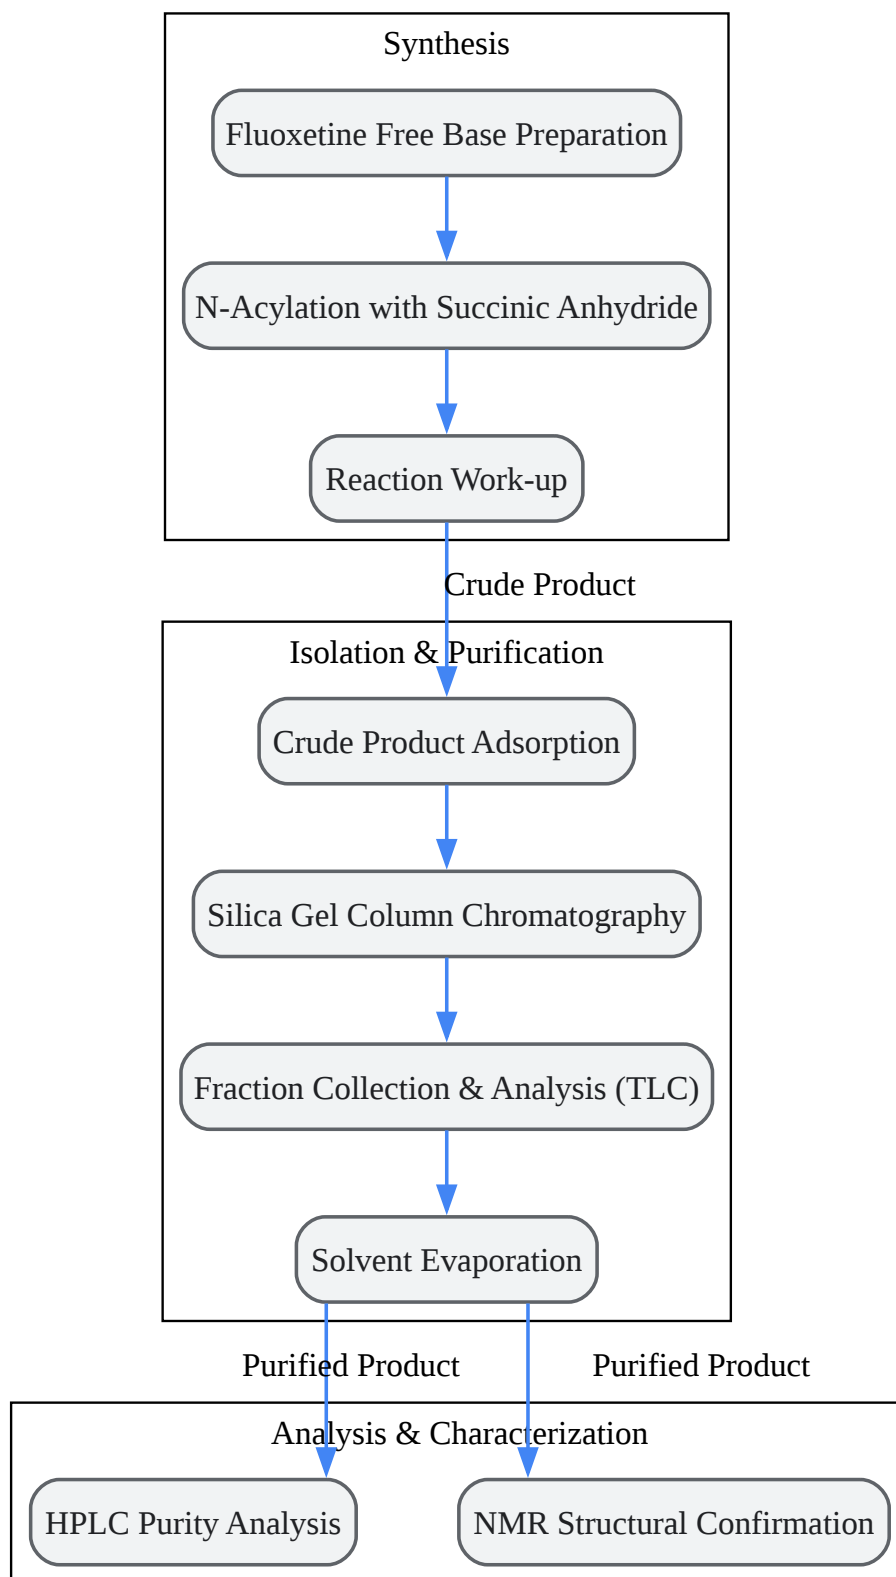 Synthesis
Fluoxetine Free Base Preparation
N-Acylation with Succinic Anhydride
Reaction Work-up
Crude Product
Isolation & Purification
Crude Product Adsorption
Silica Gel Column Chromatography
Fraction Collection & Analysis (TLC)
Solvent Evaporation
Purified Product
Purified Product
Analysis & Characterization
HPLC Purity Analysis
NMR Structural Confirmation